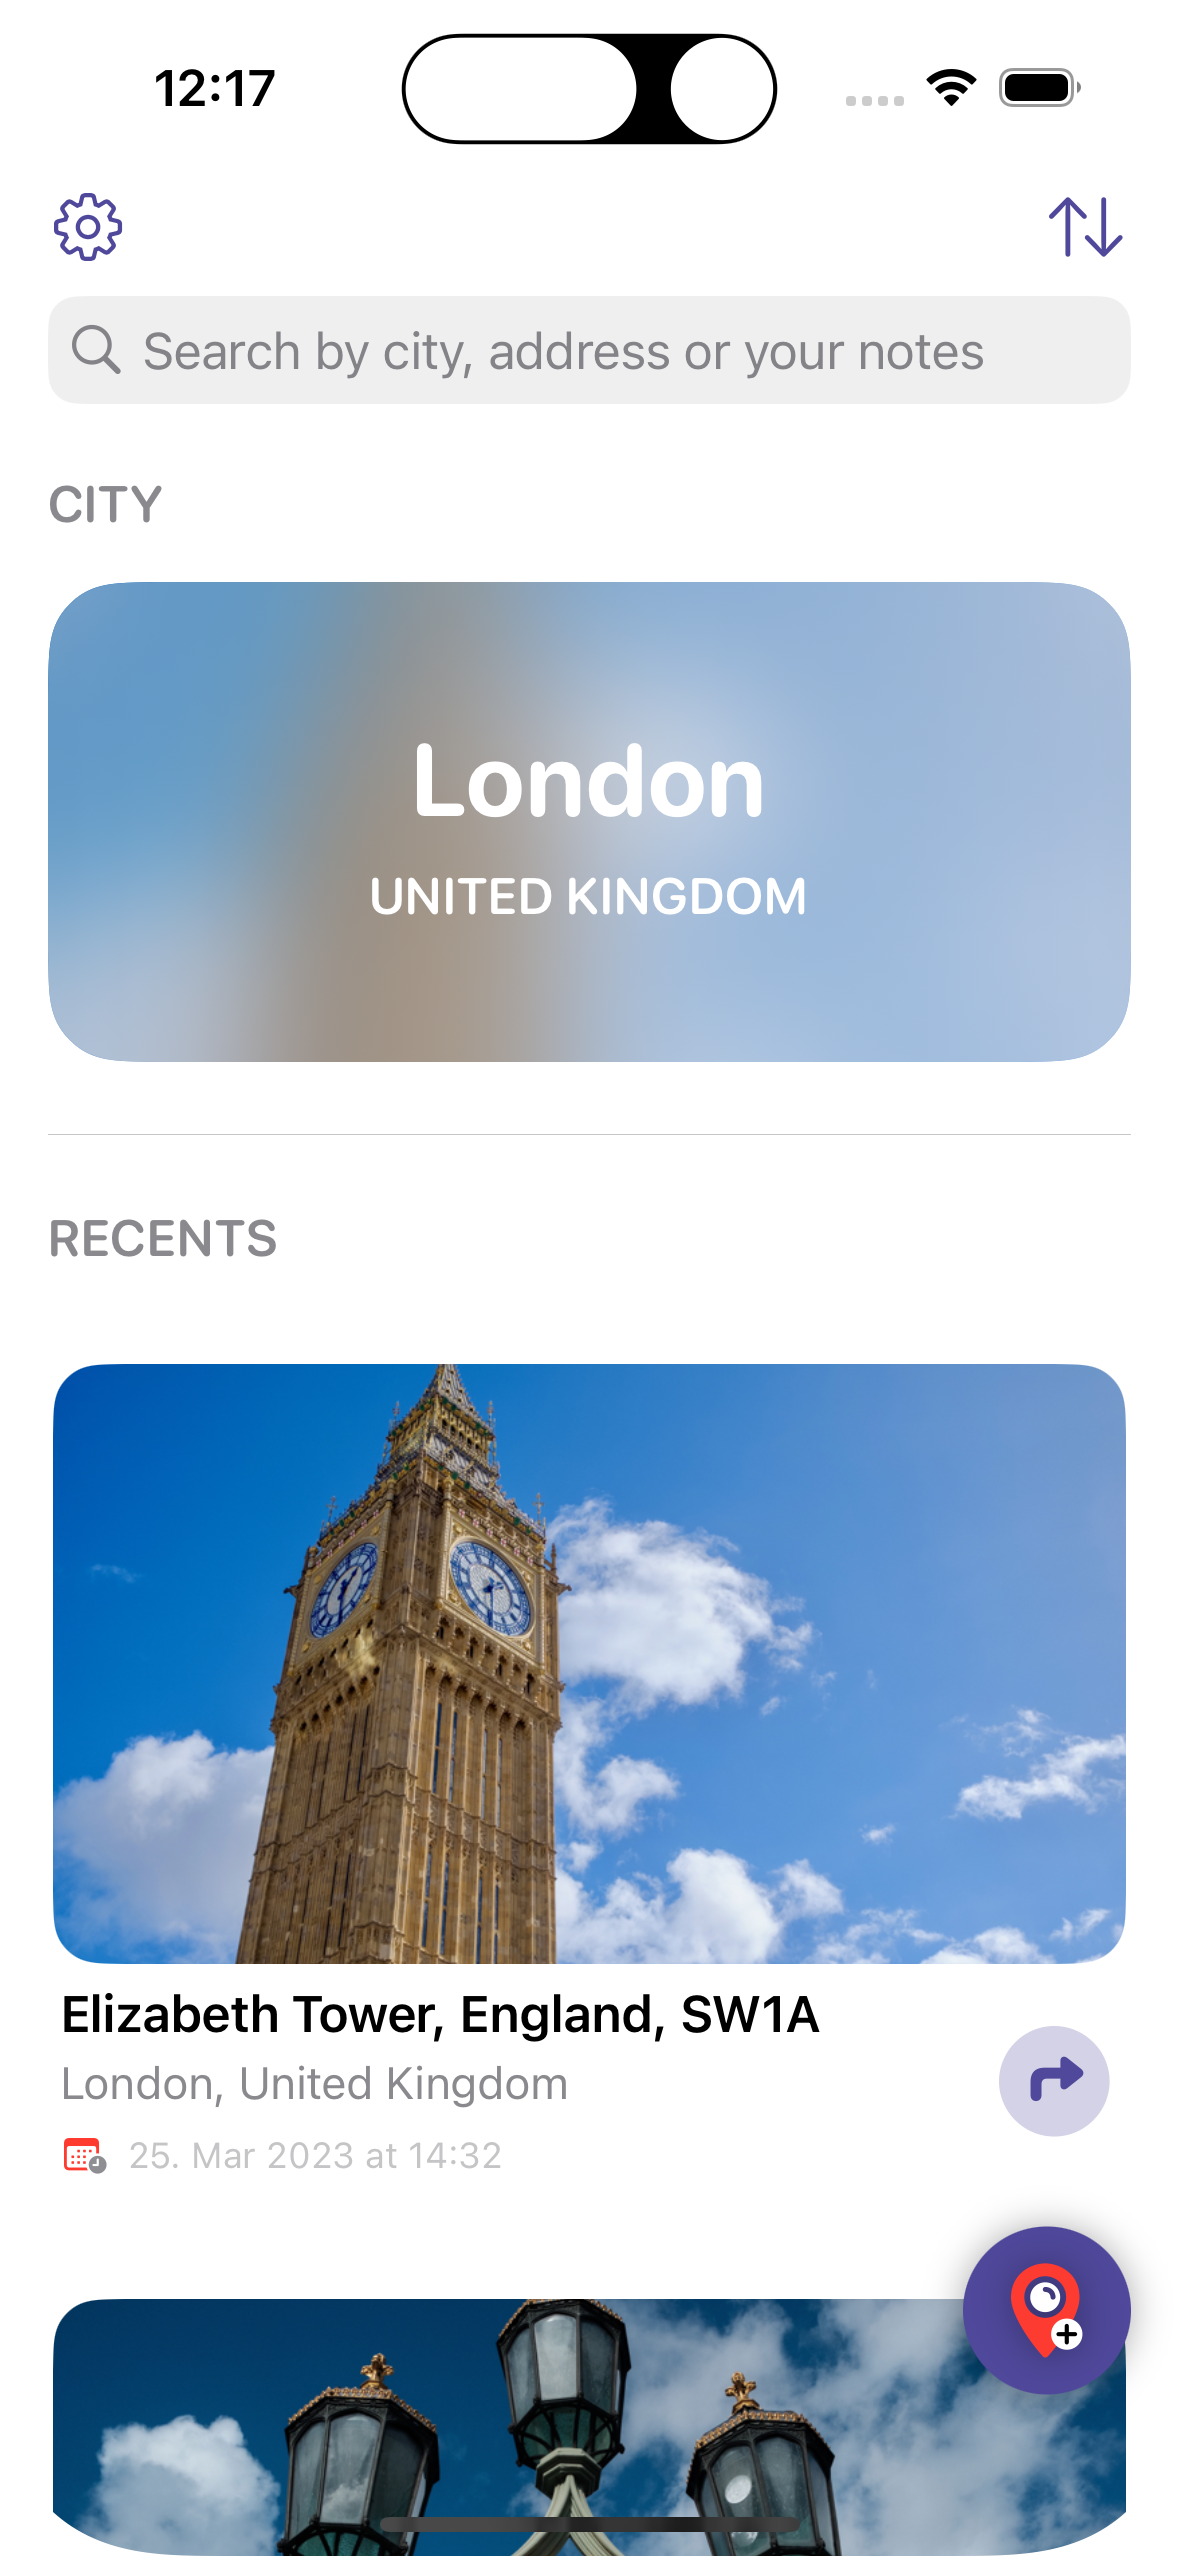 12:17
Search by city, address or your notes
CITY
London
UNITED KINGDOM
RECENTS
Elizabeth Tower, England, SW1A
London, United Kingdom
25. Mar 2023 at 14:32